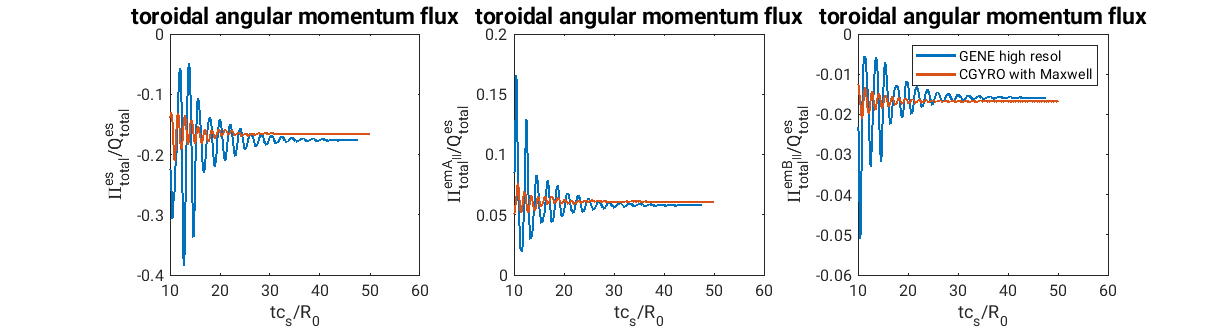 toroidal angular momentum flux
0
-0.1
-0.2
-0.3
-0.4
Π^es_total/Q^es_total
10 20 30 40 50 60
tc_s/R_0
toroidal angular momentum flux
0.2
0.15
0.1
0.05
0
Π^emA_total||/Q^es_total
10 20 30 40 50 60
tc_s/R_0
toroidal angular momentum flux
0
-0.01
-0.02
-0.03
-0.04
-0.05
-0.06
Π^emB_total||/Q^es_total
GENE high resol
CGYRO with Maxwell
10 20 30 40 50 60
tc_s/R_0